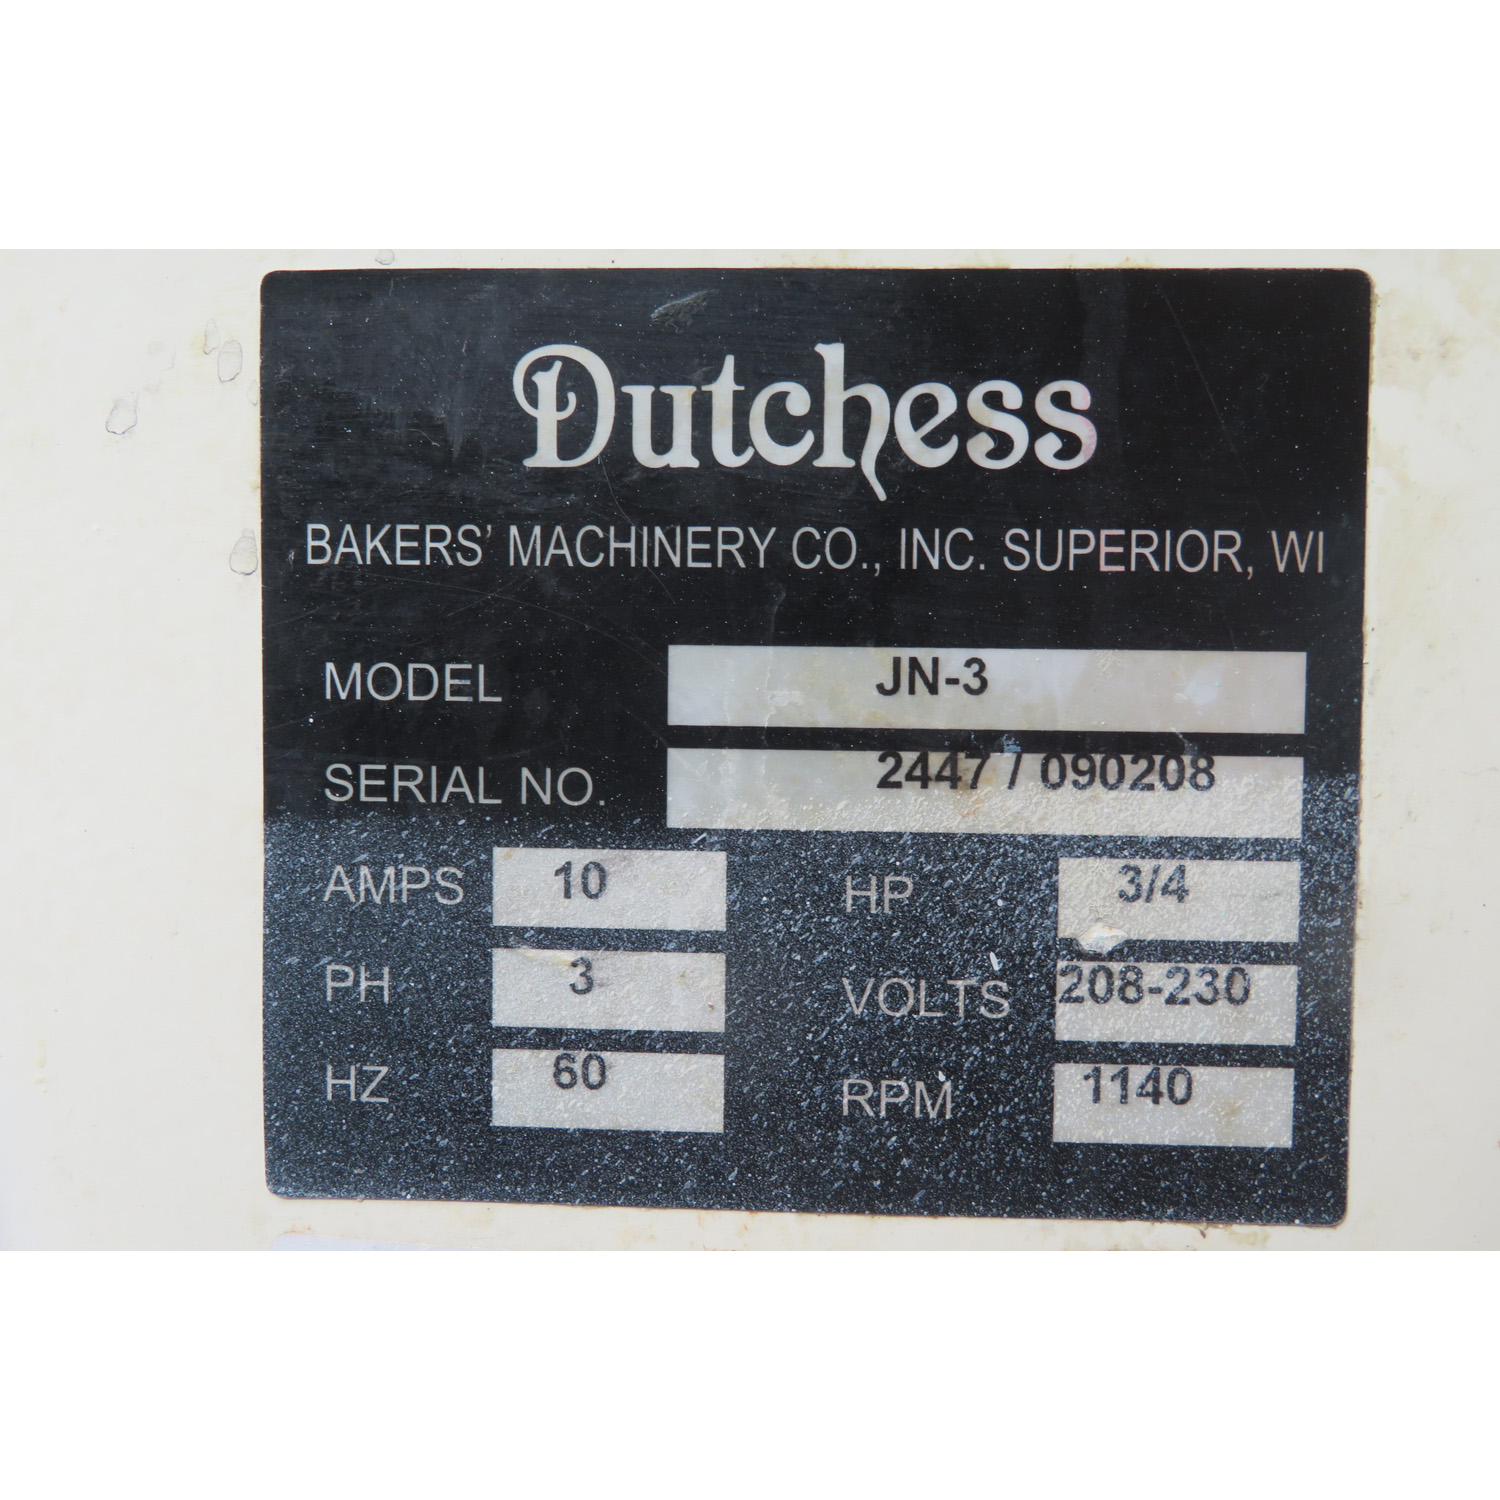 Dutchess
BAKERS' MACHINERY CO., INC. SUPERIOR, WI
MODEL JN-3
SERIAL NO. 2447 / 090208
AMPS 10 HP 3/4
PH 3 VOLTS 208-230
HZ 60 RPM 1140